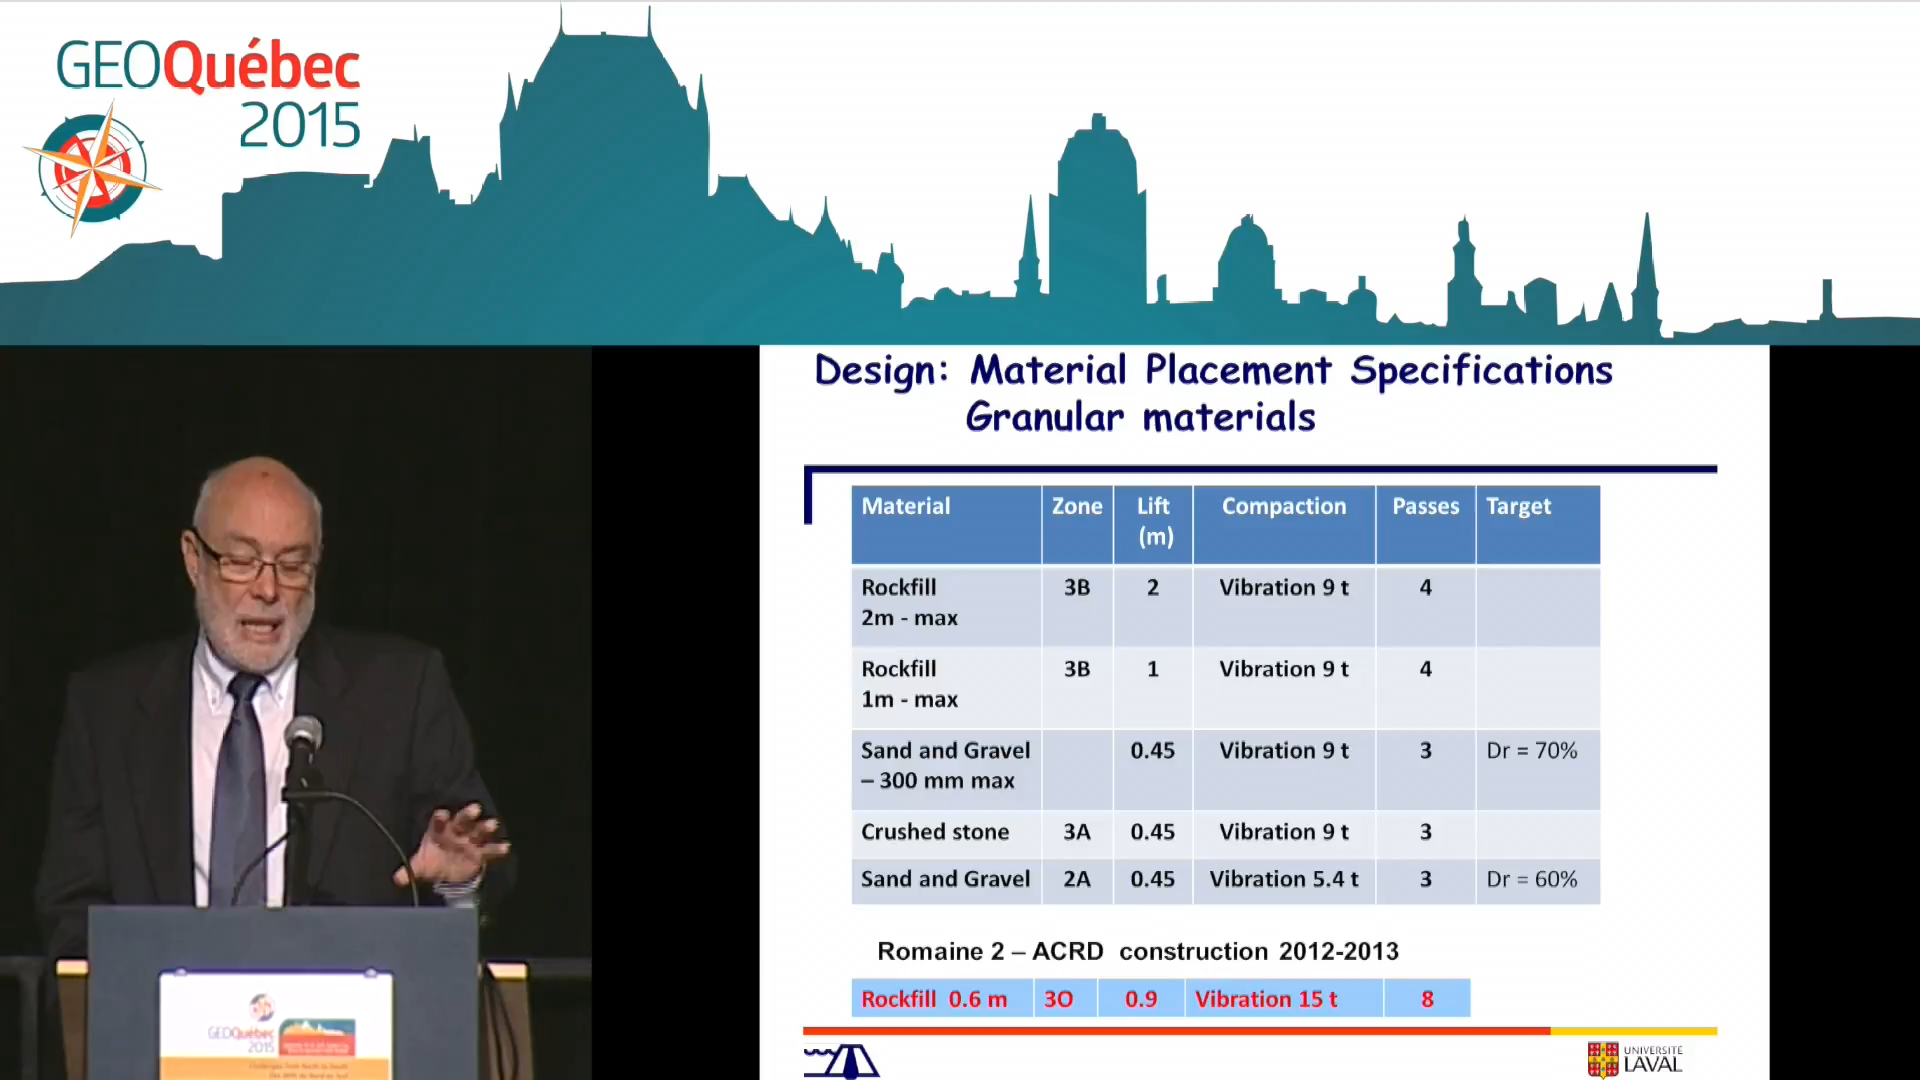 GEOQuébec
2015
Design: Material Placement Specifications
Granular materials
Material Zone Lift (m) Compaction Passes Target
Rockfill 2m - max 3B 2 Vibration 9 t 4
Rockfill 1m - max 3B 1 Vibration 9 t 4
Sand and Gravel – 300 mm max 0.45 Vibration 9 t 3 Dr = 70%
Crushed stone 3A 0.45 Vibration 9 t 3
Sand and Gravel 2A 0.45 Vibration 5.4 t 3 Dr = 60%
Romaine 2 – ACRD construction 2012-2013
Rockfill 0.6 m 3O 0.9 Vibration 15 t 8
UNIVERSITÉ
LAVAL
GEOQuébec
2015